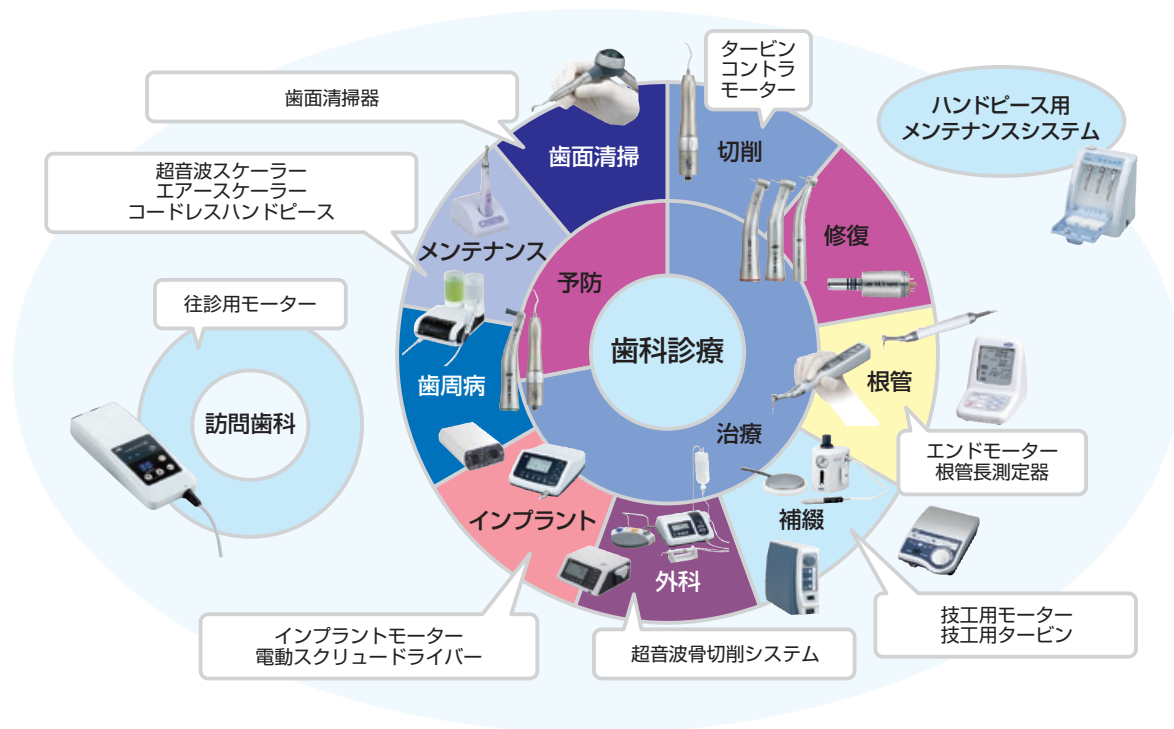 歯面清掃器
タービン
コントラ
モーター
ハンドピース用
メンテナンスシステム
歯面清掃
切削
超音波スケーラー
エアースケーラー
コードレスハンドピース
メンテナンス
修復
予防
往診用モーター
歯科診療
歯周病
根管
訪問歯科
治療
エンドモーター
根管長測定器
インプラント
補綴
外科
インプラントモーター
電動スクリュードライバー
超音波骨切削システム
技工用モーター
技工用タービン